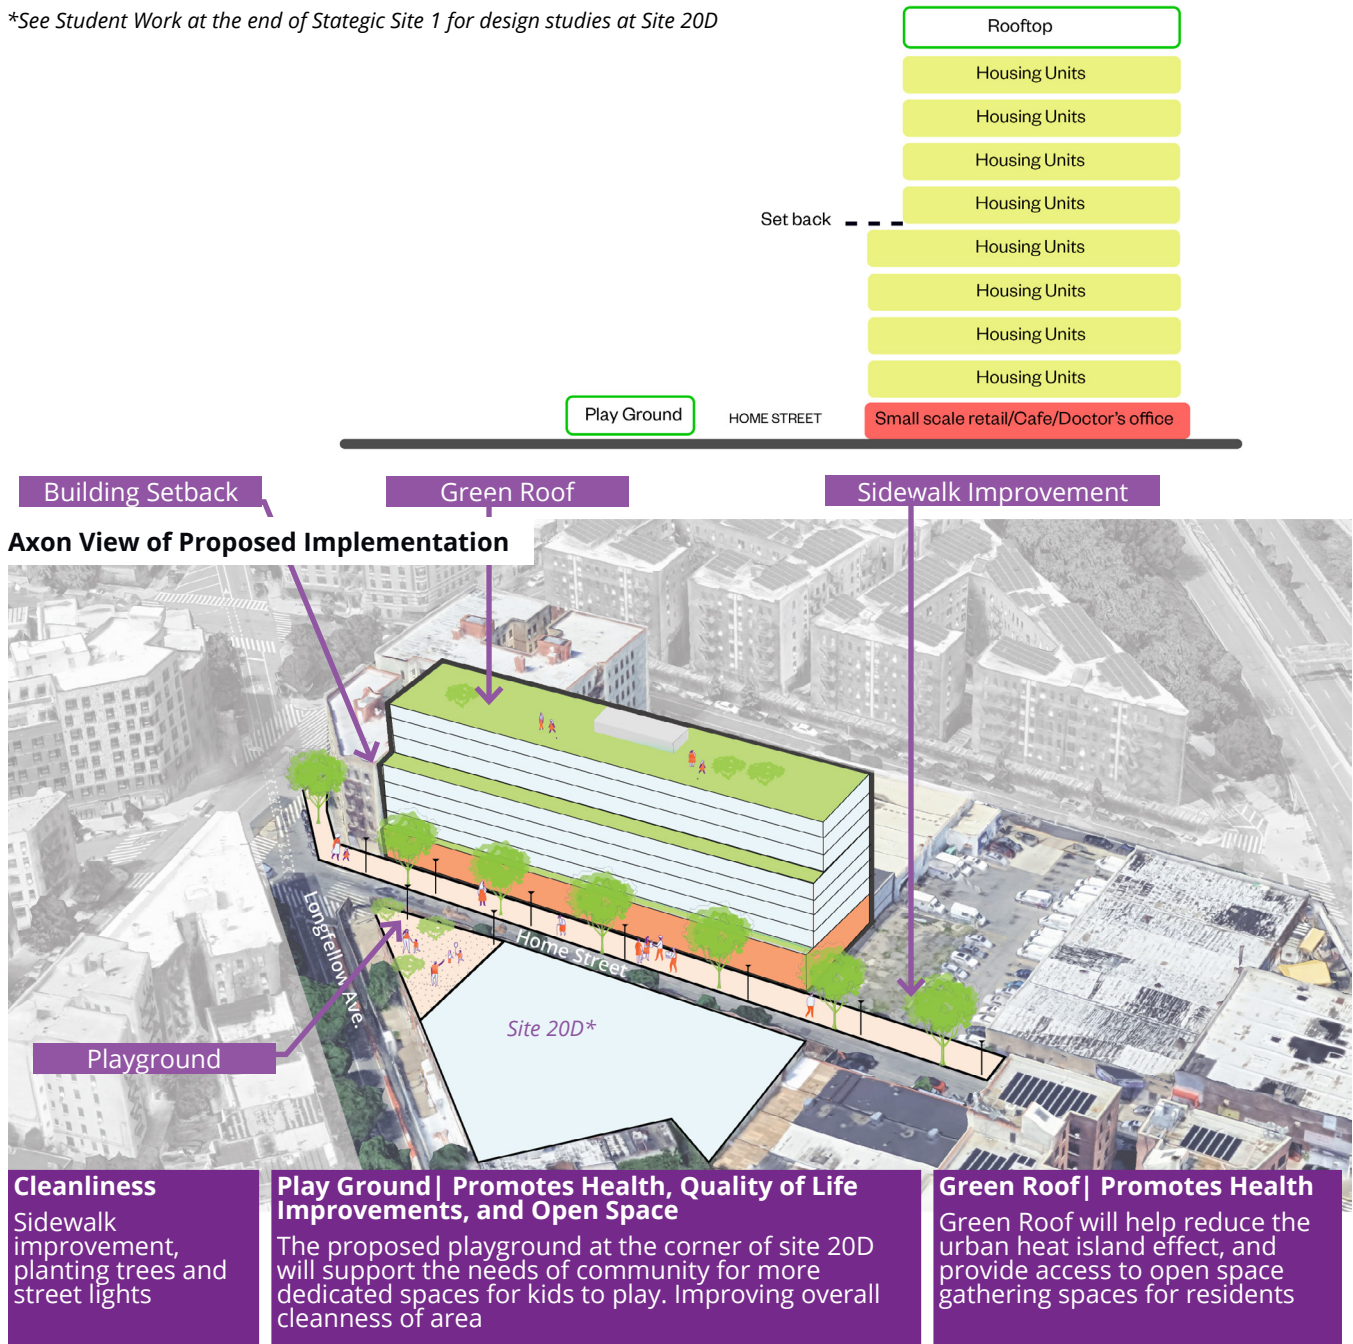 *See Student Work at the end of Stategic Site 1 for design studies at Site 20D
Rooftop
Housing Units
Housing Units
Housing Units
Housing Units
Set back
Housing Units
Housing Units
Housing Units
Housing Units
Play Ground
HOME STREET
Small scale retail/Cafe/Doctor's office
Building Setback
Green Roof
Sidewalk Improvement
Axon View of Proposed Implementation
Longfellow Ave.
Home Street
Site 20D*
Playground
Cleanliness
Sidewalk
improvement,
planting trees and
street lights
Play Ground| Promotes Health, Quality of Life
Improvements, and Open Space
The proposed playground at the corner of site 20D
will support the needs of community for more
dedicated spaces for kids to play. Improving overall
cleanness of area
Green Roof| Promotes Health
Green Roof will help reduce the
urban heat island effect, and
provide access to open space
gathering spaces for residents